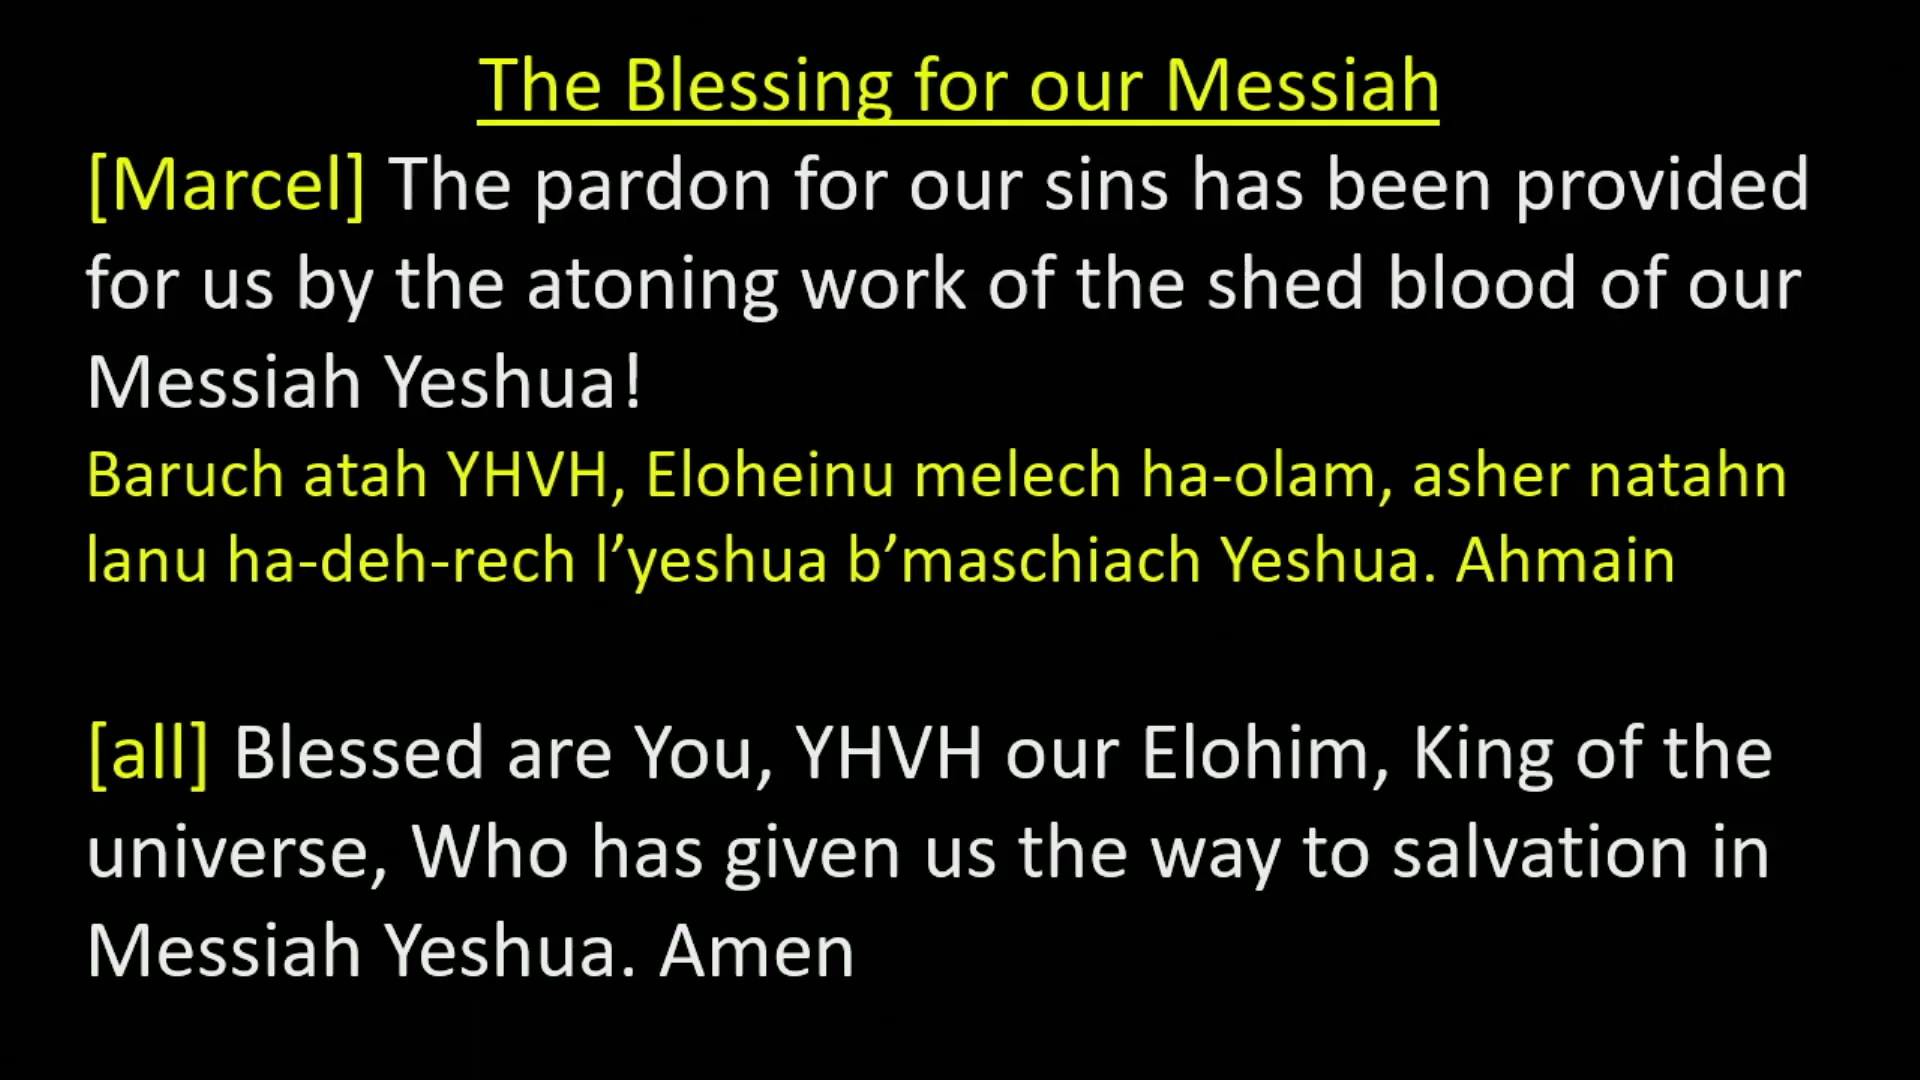 The Blessing for our Messiah
[Marcel] The pardon for our sins has been provided
for us by the atoning work of the shed blood of our
Messiah Yeshua!
Baruch atah YHVH, Eloheinu melech ha-olam, asher natahn
lanu ha-deh-rech l’yeshua b’maschiach Yeshua. Ahmain
[all] Blessed are You, YHVH our Elohim, King of the
universe, Who has given us the way to salvation in
Messiah Yeshua. Amen